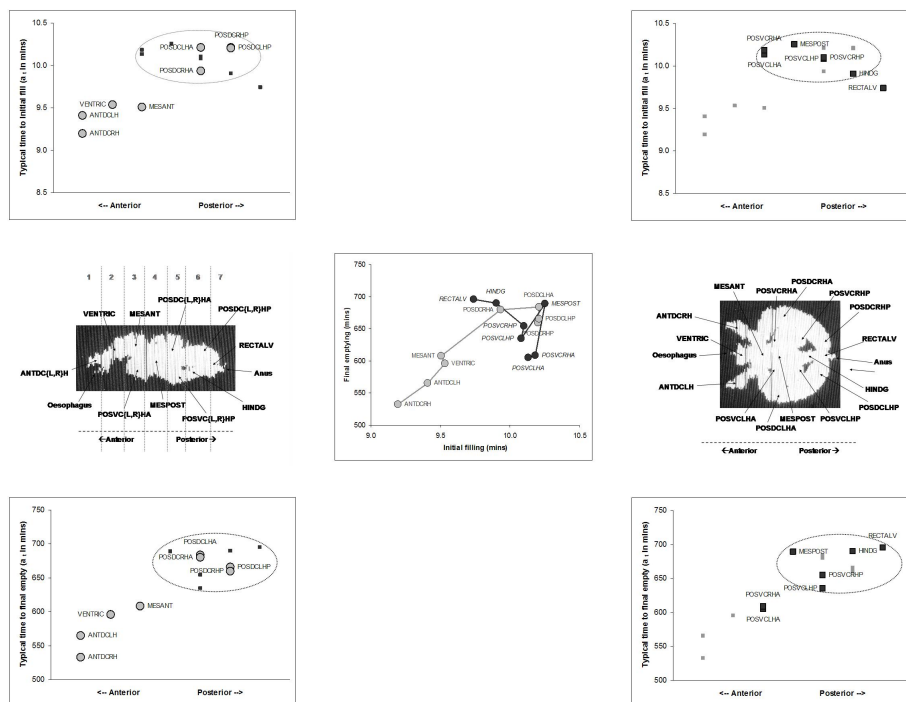 10.5
10.0
9.5
9.0
8.5
Typical time to Initial fill (a, t in mins)
POSDCRHP
POSDCLHA
POSDCLHP
POSDCRHA
VENTRIC
MESANT
ANTDCLH
ANTDCRH
<-- Anterior
Posterior -->
10.5
10.0
9.5
9.0
8.5
Typical time to Initial fill (a, t in mins)
POSVCRHA
MESPOST
POSVCLHP
POSVCRHP
POSVCLHA
HINDG
RECTALV
<-- Anterior
Posterior -->
1 2 3 4 5 6 7
POSDC{L,R}HA
VENTRIC
MESANT
POSDC{L,R}HP
RECTALV
ANTDC{L,R}H
Anus
Oesophagus
MESPOST
HINDG
POSVC{L,R}HA
POSVC{L,R}HP
←Anterior
Posterior →
750
700
650
600
550
500
Final emptying (mins)
RECTALV
HINDG
POSDCLHA
MESPOST
POSDCRHA
POSDCLHP
POSVCRHP
POSDCRHP
POSVCLHP
MESANT
POSVCRHA
VENTRIC
POSVCLHA
ANTDCLH
ANTDCRH
9.0 9.5 10.0 10.5
Initial filling (mins)
POSDCRHA
MESANT
POSVCRHA
POSVCRHP
ANTDCRH
POSDCRHP
VENTRIC
RECTALV
Oesophagus
Anus
ANTDCLH
HINDG
POSDCLHP
POSVCLHA
MESPOST
POSVCLHP
POSDCLHA
←Anterior
Posterior →
750
700
650
600
550
500
Typical time to final empty (a, t in mins)
POSDCLHA
POSDCRHA
POSDCLHP
POSDCRHP
MESANT
VENTRIC
ANTDCLH
ANTDCRH
<-- Anterior
Posterior -->
750
700
650
600
550
500
Typical time to final empty (a, t in mins)
RECTALV
MESPOST
HINDG
POSVCRHP
POSVCLHP
POSVCRHA
POSVCLHA
<-- Anterior
Posterior -->